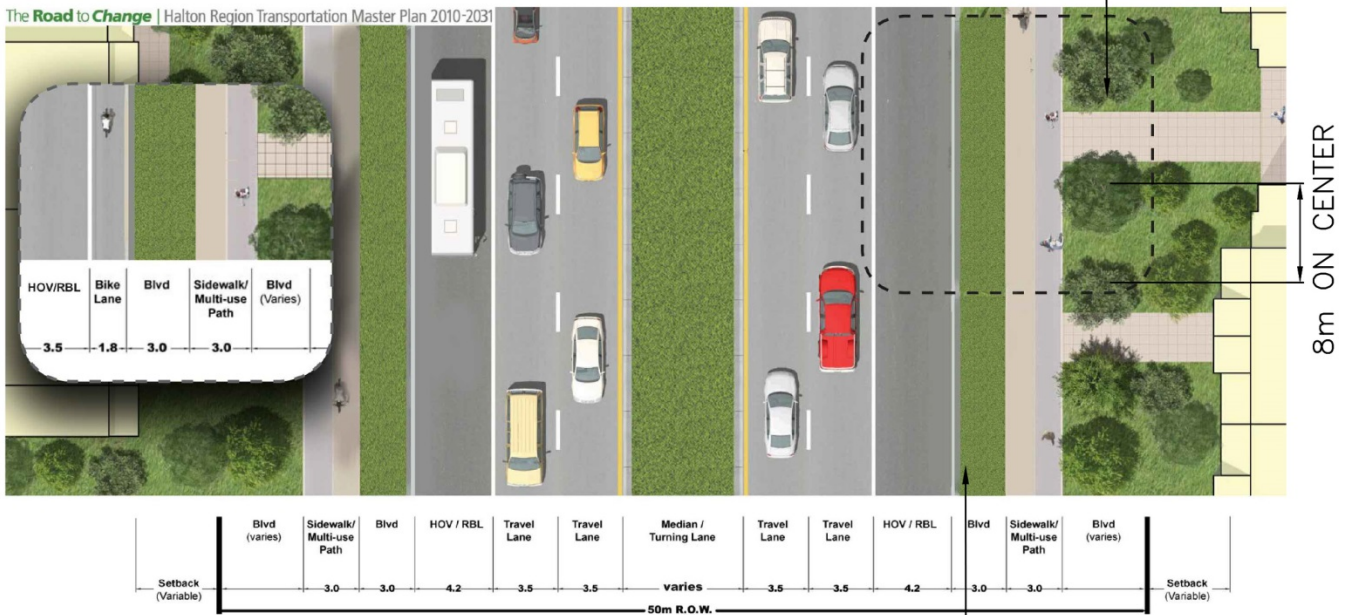 The Road to Change | Halton Region Transportation Master Plan 2010-2031
HOV/RBL
Bike
Lane
Blvd
Sidewalk/
Multi-use
Path
Blvd
(Varies)
3.5
1.8
3.0
3.0
8m ON CENTER
Setback
(Variable)
Blvd
(varies)
Sidewalk/
Multi-use
Path
3.0
Blvd
3.0
HOV / RBL
4.2
Travel
Lane
3.5
Travel
Lane
3.5
Median /
Turning Lane
varies
Travel
Lane
3.5
Travel
Lane
3.5
HOV / RBL
4.2
Blvd
3.0
Sidewalk/
Multi-use
Path
3.0
Blvd
(varies)
Setback
(Variable)
50m R.O.W.